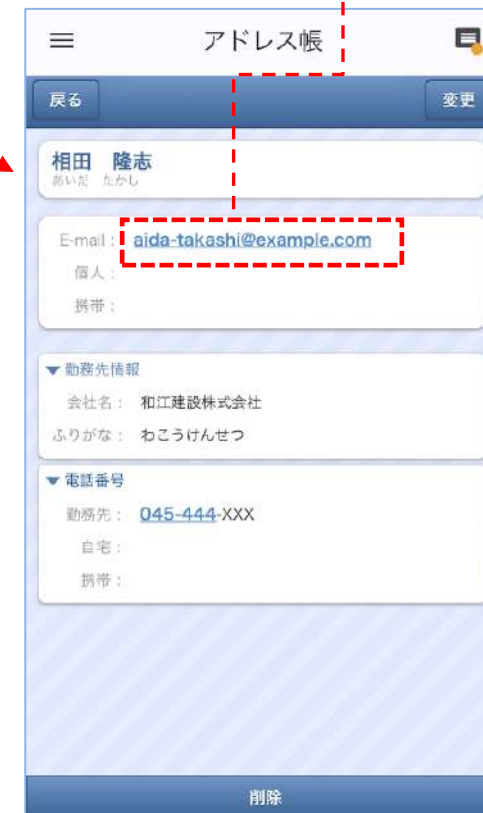 アドレス帳
戻る
変更
相田　隆志
あいだ　たかし
E-mail : aida-takashi@example.com
個人 :
携帯 :
▼勤務先情報
会社名 : 和江建設株式会社
ふりがな : わこうけんせつ
▼電話番号
勤務先 : 045-444-XXX
自宅 :
携帯 :
削除